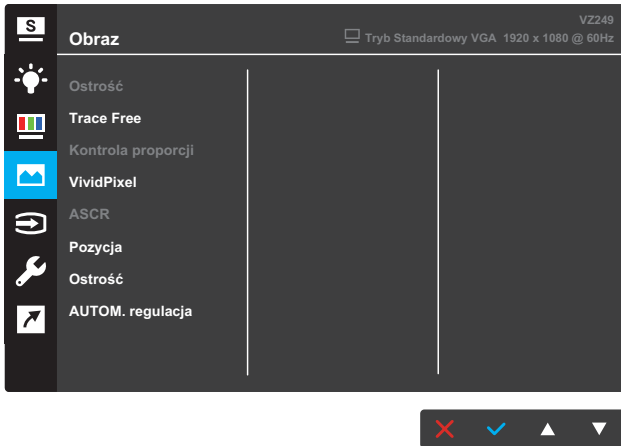 S
VZ249
Obraz
Tryb Standardowy VGA 1920 x 1080 @ 60Hz
Ostrość
Trace Free
Kontrola proporcji
VividPixel
ASCR
Pozycja
Ostrość
AUTOM. regulacja